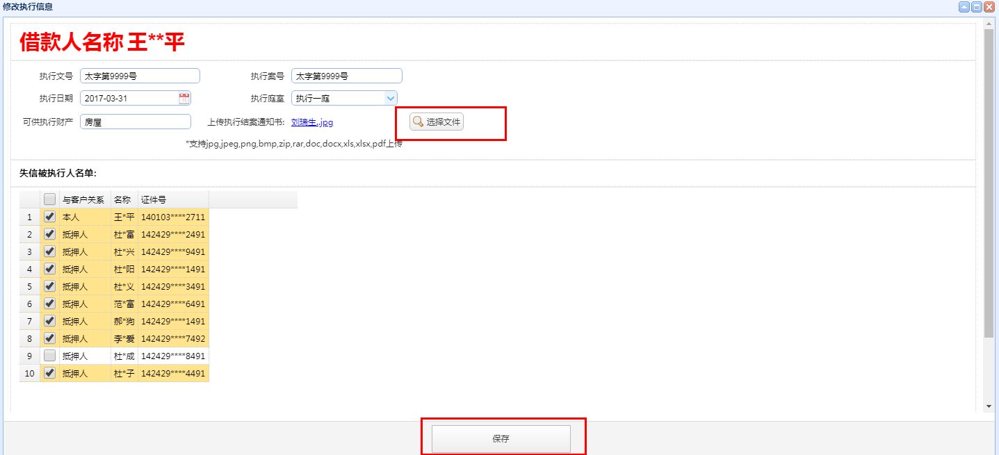 修改执行信息
借款人名称 王**平
执行文号 太字第9999号 执行案号 太字第9999号
执行日期 2017-03-31 执行庭室 执行一庭
可供执行财产 房屋 上传执行结案通知书: 刘瑞生..jpg 选择文件
*支持jpg,jpeg,png,bmp,zip,rar,doc,docx,xls,xlsx,pdf上传
失信被执行人名单:
与客户关系 名称 证件号
1 本人 王*平 140103****2711
2 抵押人 杜*富 142429****2491
3 抵押人 杜*兴 142429****9491
4 抵押人 杜*阳 142429****1491
5 抵押人 杜*义 142429****3491
6 抵押人 范*富 142429****6491
7 抵押人 郝*狗 142429****1491
8 抵押人 李*爱 142429****7492
9 抵押人 杜*成 142429****8491
10 抵押人 杜*子 142429****4491
保存